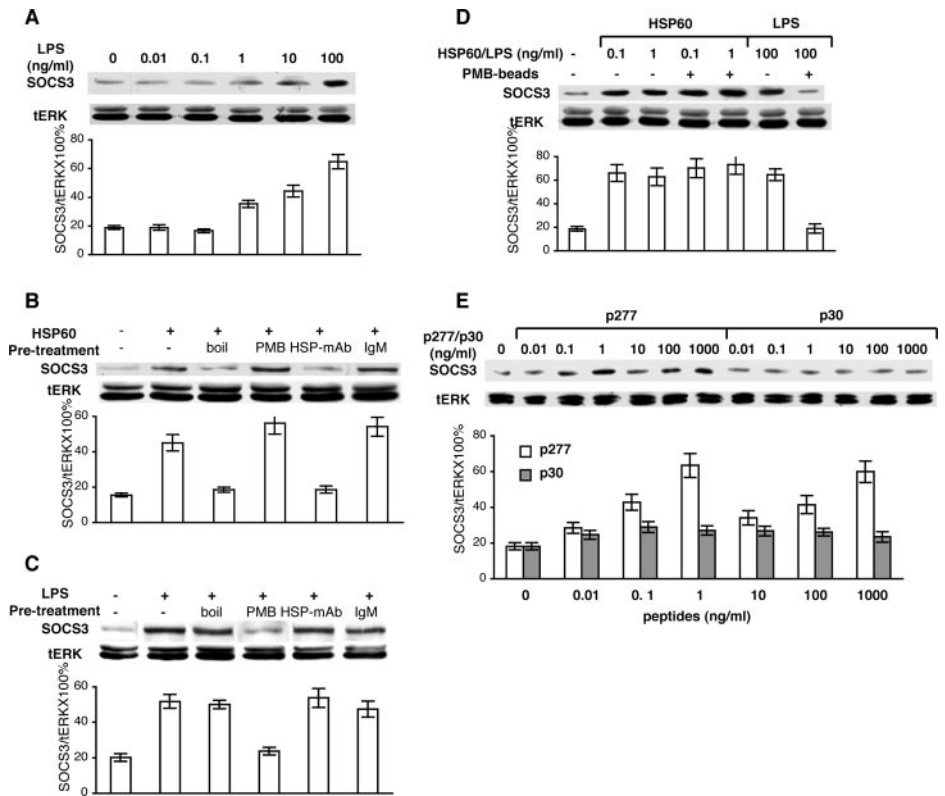 A
LPS
(ng/ml)
0 0.01 0.1 1 10 100
SOCS3
tERK
SOCS3/tERKX100%
80
60
40
20
0
B
HSP60 - + + + + +
Pre-treatment - - boil PMB HSP-mAb IgM
SOCS3
tERK
SOCS3/tERKX100%
60
40
20
0
C
LPS - + + + + +
Pre-treatment - - boil PMB HSP-mAb IgM
SOCS3
tERK
SOCS3/tERKX100%
80
60
40
20
0
D
HSP60 LPS
HSP60/LPS (ng/ml) - 0.1 1 0.1 1 100 100
PMB-beads - - - + + - +
SOCS3
tERK
SOCS3/tERKX100%
80
60
40
20
0
E
p277 p30
p277/p30
(ng/ml)
0 0.01 0.1 1 10 100 1000 0.01 0.1 1 10 100 1000
SOCS3
tERK
SOCS3/tERKX100%
80
60
40
20
0
p277
p30
0 0.01 0. 1 1 10 100 1000
peptides (ng/ml)